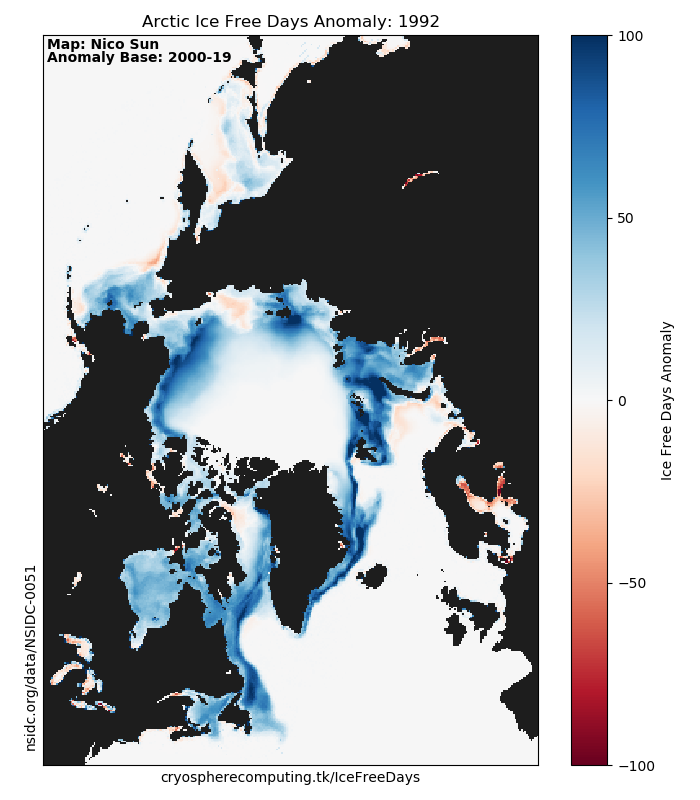 Arctic Ice Free Days Anomaly: 1992
Map: Nico Sun
Anomaly Base: 2000-19
100
50
0
−50
−100
Ice Free Days Anomaly
nsidc.org/data/NSIDC-0051
cryospherecomputing.tk/IceFreeDays